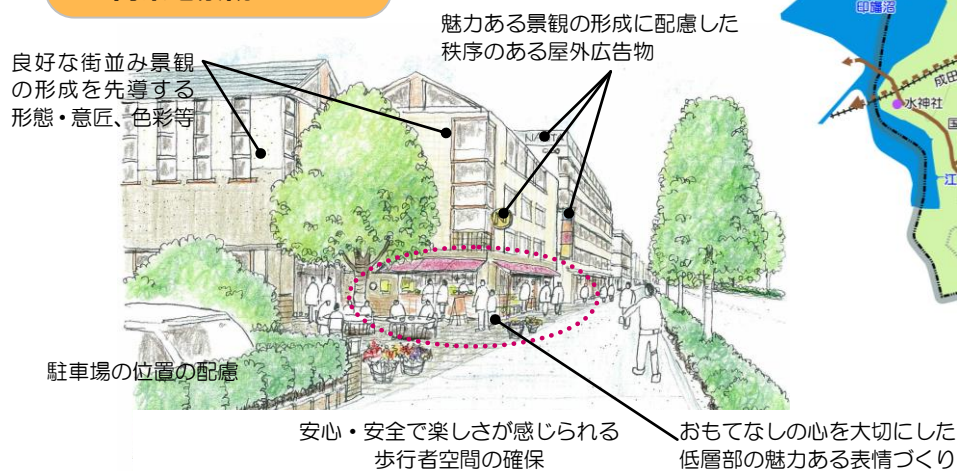 魅力ある景観の形成に配慮した
秩序のある屋外広告物
良好な街並み景観
の形成を先導する
形態・意匠、色彩等
駐車場の位置の配慮
安心・安全で楽しさが感じられる
歩行者空間の確保
おもてなしの心を大切にした
低層部の魅力ある表情づくり
印旛沼
成田
水神社
国
江